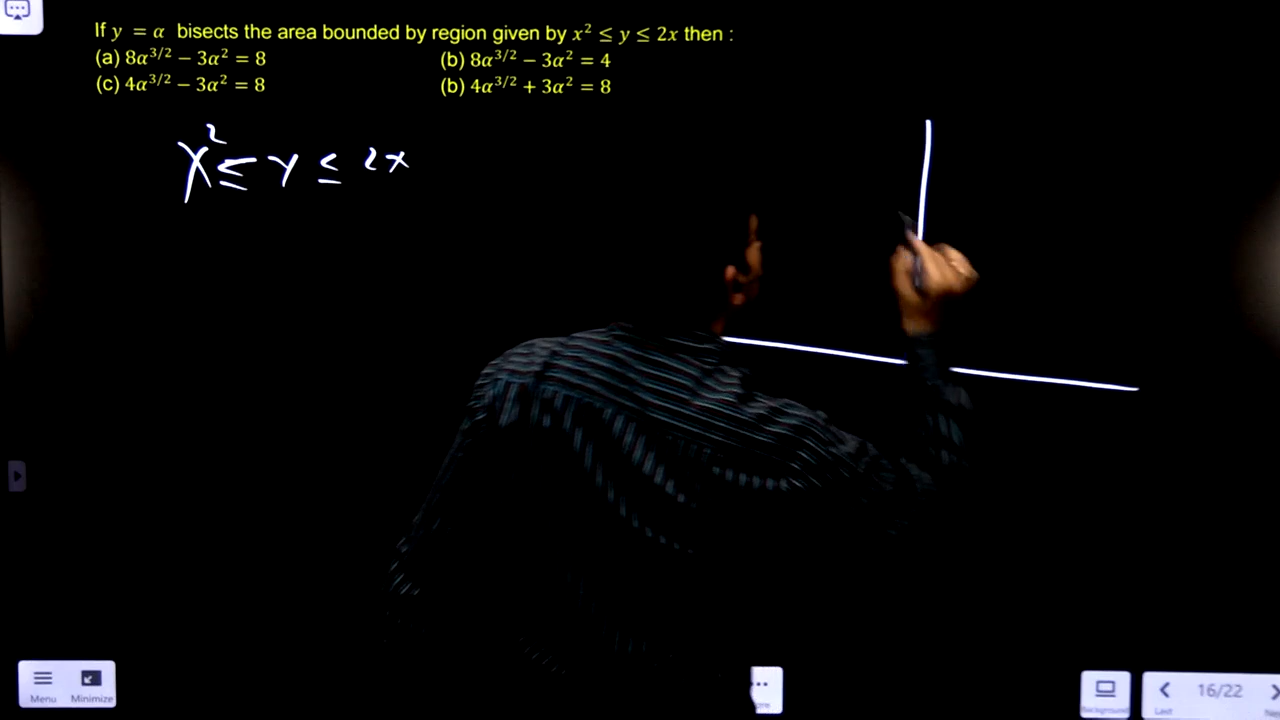 If y = α bisects the area bounded by region given by x² ≤ y ≤ 2x then :
(a) 8α^{3/2} − 3α² = 8 (b) 8α^{3/2} − 3α² = 4
(c) 4α^{3/2} − 3α² = 8 (b) 4α^{3/2} + 3α² = 8
x² ≤ y ≤ 2x
Menu Minimize Background Last 16/22